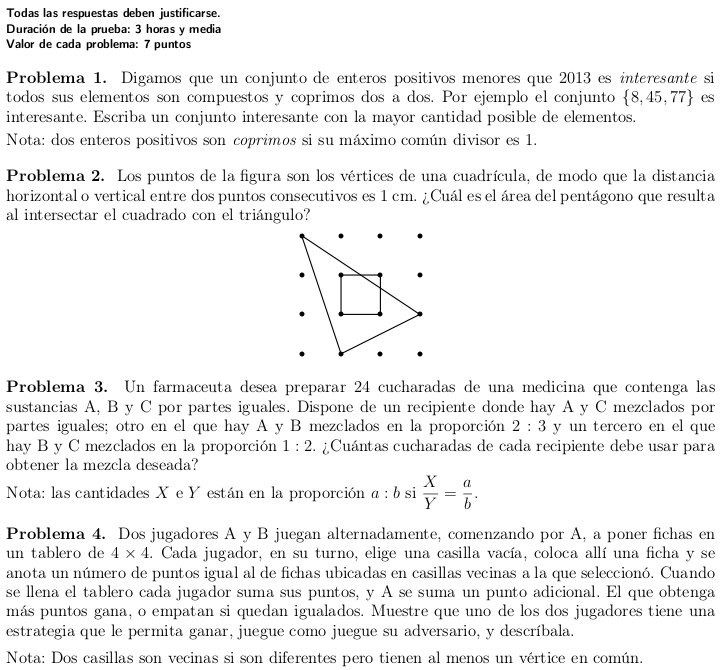 Todas las respuestas deben justificarse.
Duración de la prueba: 3 horas y media
Valor de cada problema: 7 puntos
Problema 1. Digamos que un conjunto de enteros positivos menores que 2013 es interesante si
todos sus elementos son compuestos y coprimos dos a dos. Por ejemplo el conjunto {8, 45, 77} es
interesante. Escriba un conjunto interesante con la mayor cantidad posible de elementos.
Nota: dos enteros positivos son coprimos si su máximo común divisor es 1.
Problema 2. Los puntos de la figura son los vértices de una cuadrícula, de modo que la distancia
horizontal o vertical entre dos puntos consecutivos es 1 cm. ¿Cuál es el área del pentágono que resulta
al intersectar el cuadrado con el triángulo?
Problema 3. Un farmaceuta desea preparar 24 cucharadas de una medicina que contenga las
sustancias A, B y C por partes iguales. Dispone de un recipiente donde hay A y C mezclados por
partes iguales; otro en el que hay A y B mezclados en la proporción 2 : 3 y un tercero en el que
hay B y C mezclados en la proporción 1 : 2. ¿Cuántas cucharadas de cada recipiente debe usar para
obtener la mezcla deseada?
Nota: las cantidades X e Y están en la proporción a : b si X/Y = a/b.
Problema 4. Dos jugadores A y B juegan alternadamente, comenzando por A, a poner fichas en
un tablero de 4 × 4. Cada jugador, en su turno, elige una casilla vacía, coloca allí una ficha y se
anota un número de puntos igual al de fichas ubicadas en casillas vecinas a la que seleccionó. Cuando
se llena el tablero cada jugador suma sus puntos, y A se suma un punto adicional. El que obtenga
más puntos gana, o empatan si quedan igualados. Muestre que uno de los dos jugadores tiene una
estrategia que le permita ganar, juegue como juegue su adversario, y descríbala.
Nota: Dos casillas son vecinas si son diferentes pero tienen al menos un vértice en común.